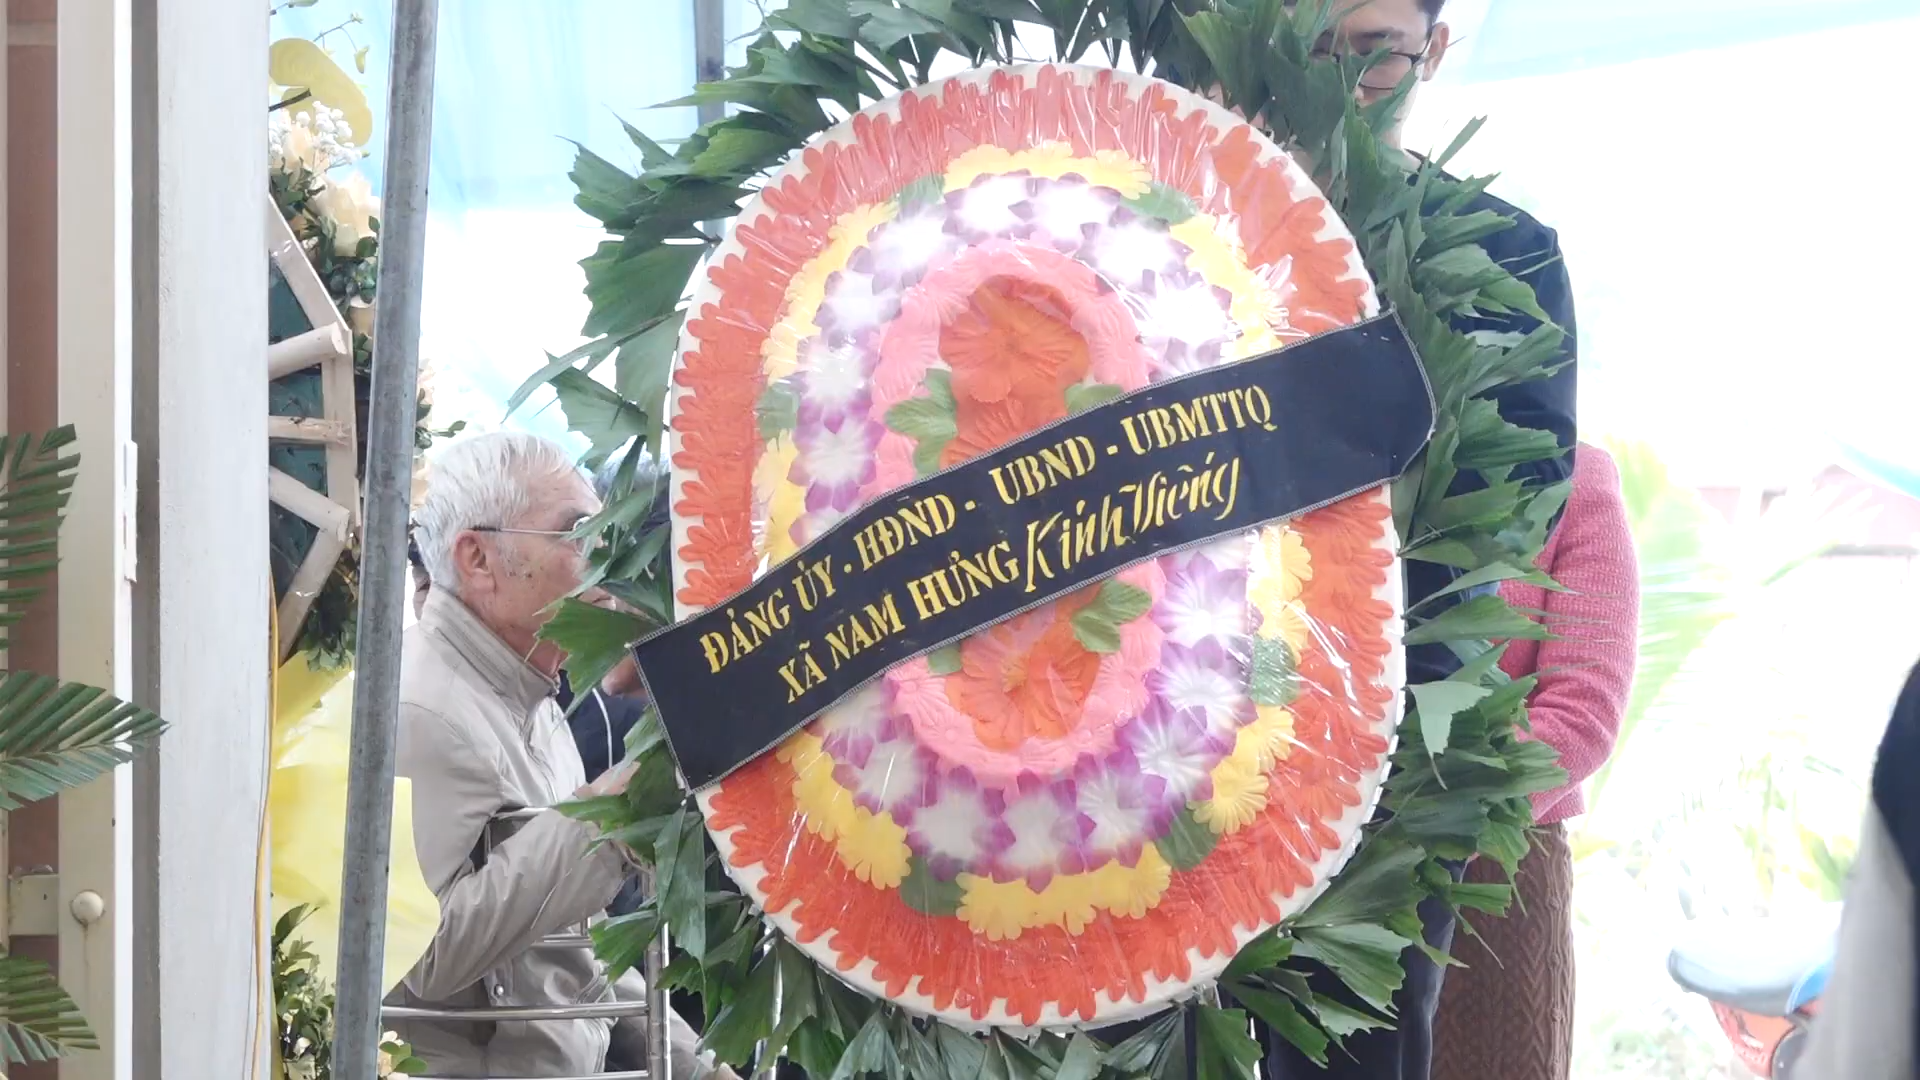 ĐẢNG ỦY - HĐND - UBND - UBMTTQ
XÃ NAM HƯNG Kính Viếng